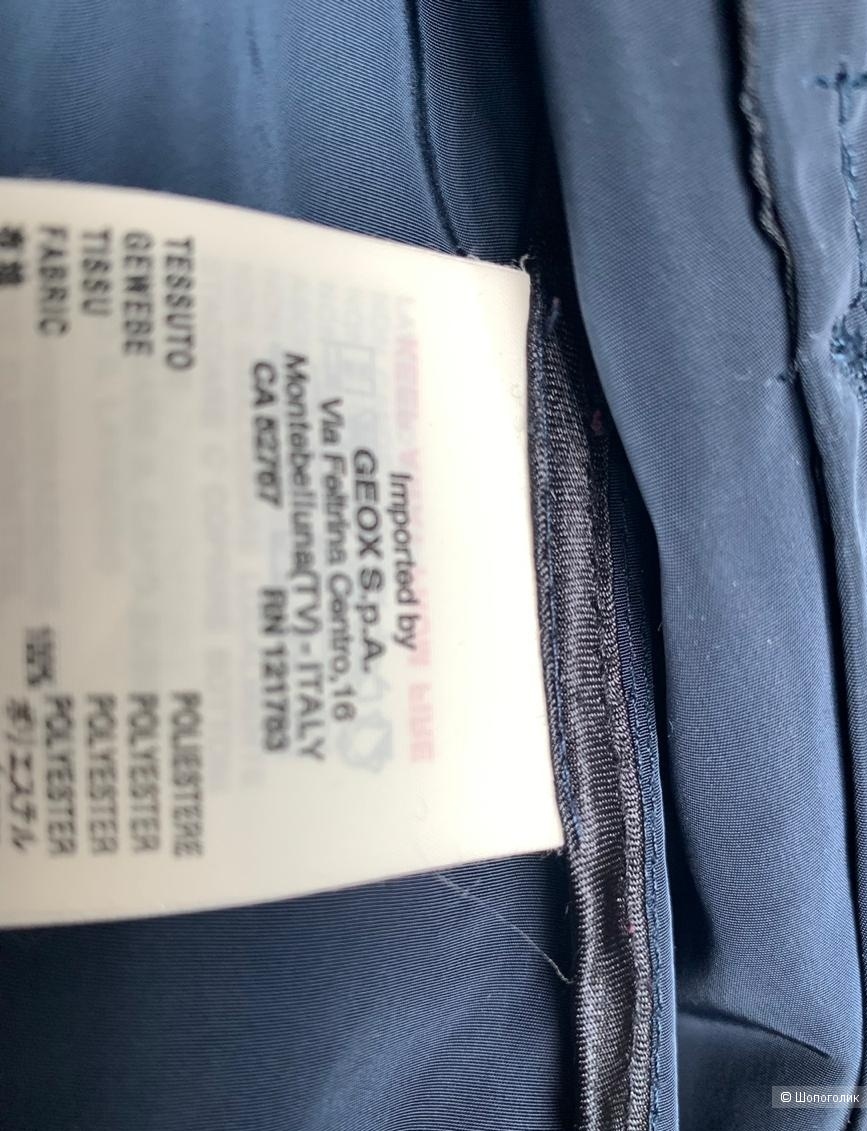 Imported by
GEOX S.p.A.
Via Feltrina Centro, 16
Montebelluna(TV) - ITALY
CA 52767 RN 121783
TESSUTO POLIESTERE
GEWEBE POLYESTER
TISSU POLYESTER
FABRIC 100% POLYESTER
ポリエステル
© Шопоголик